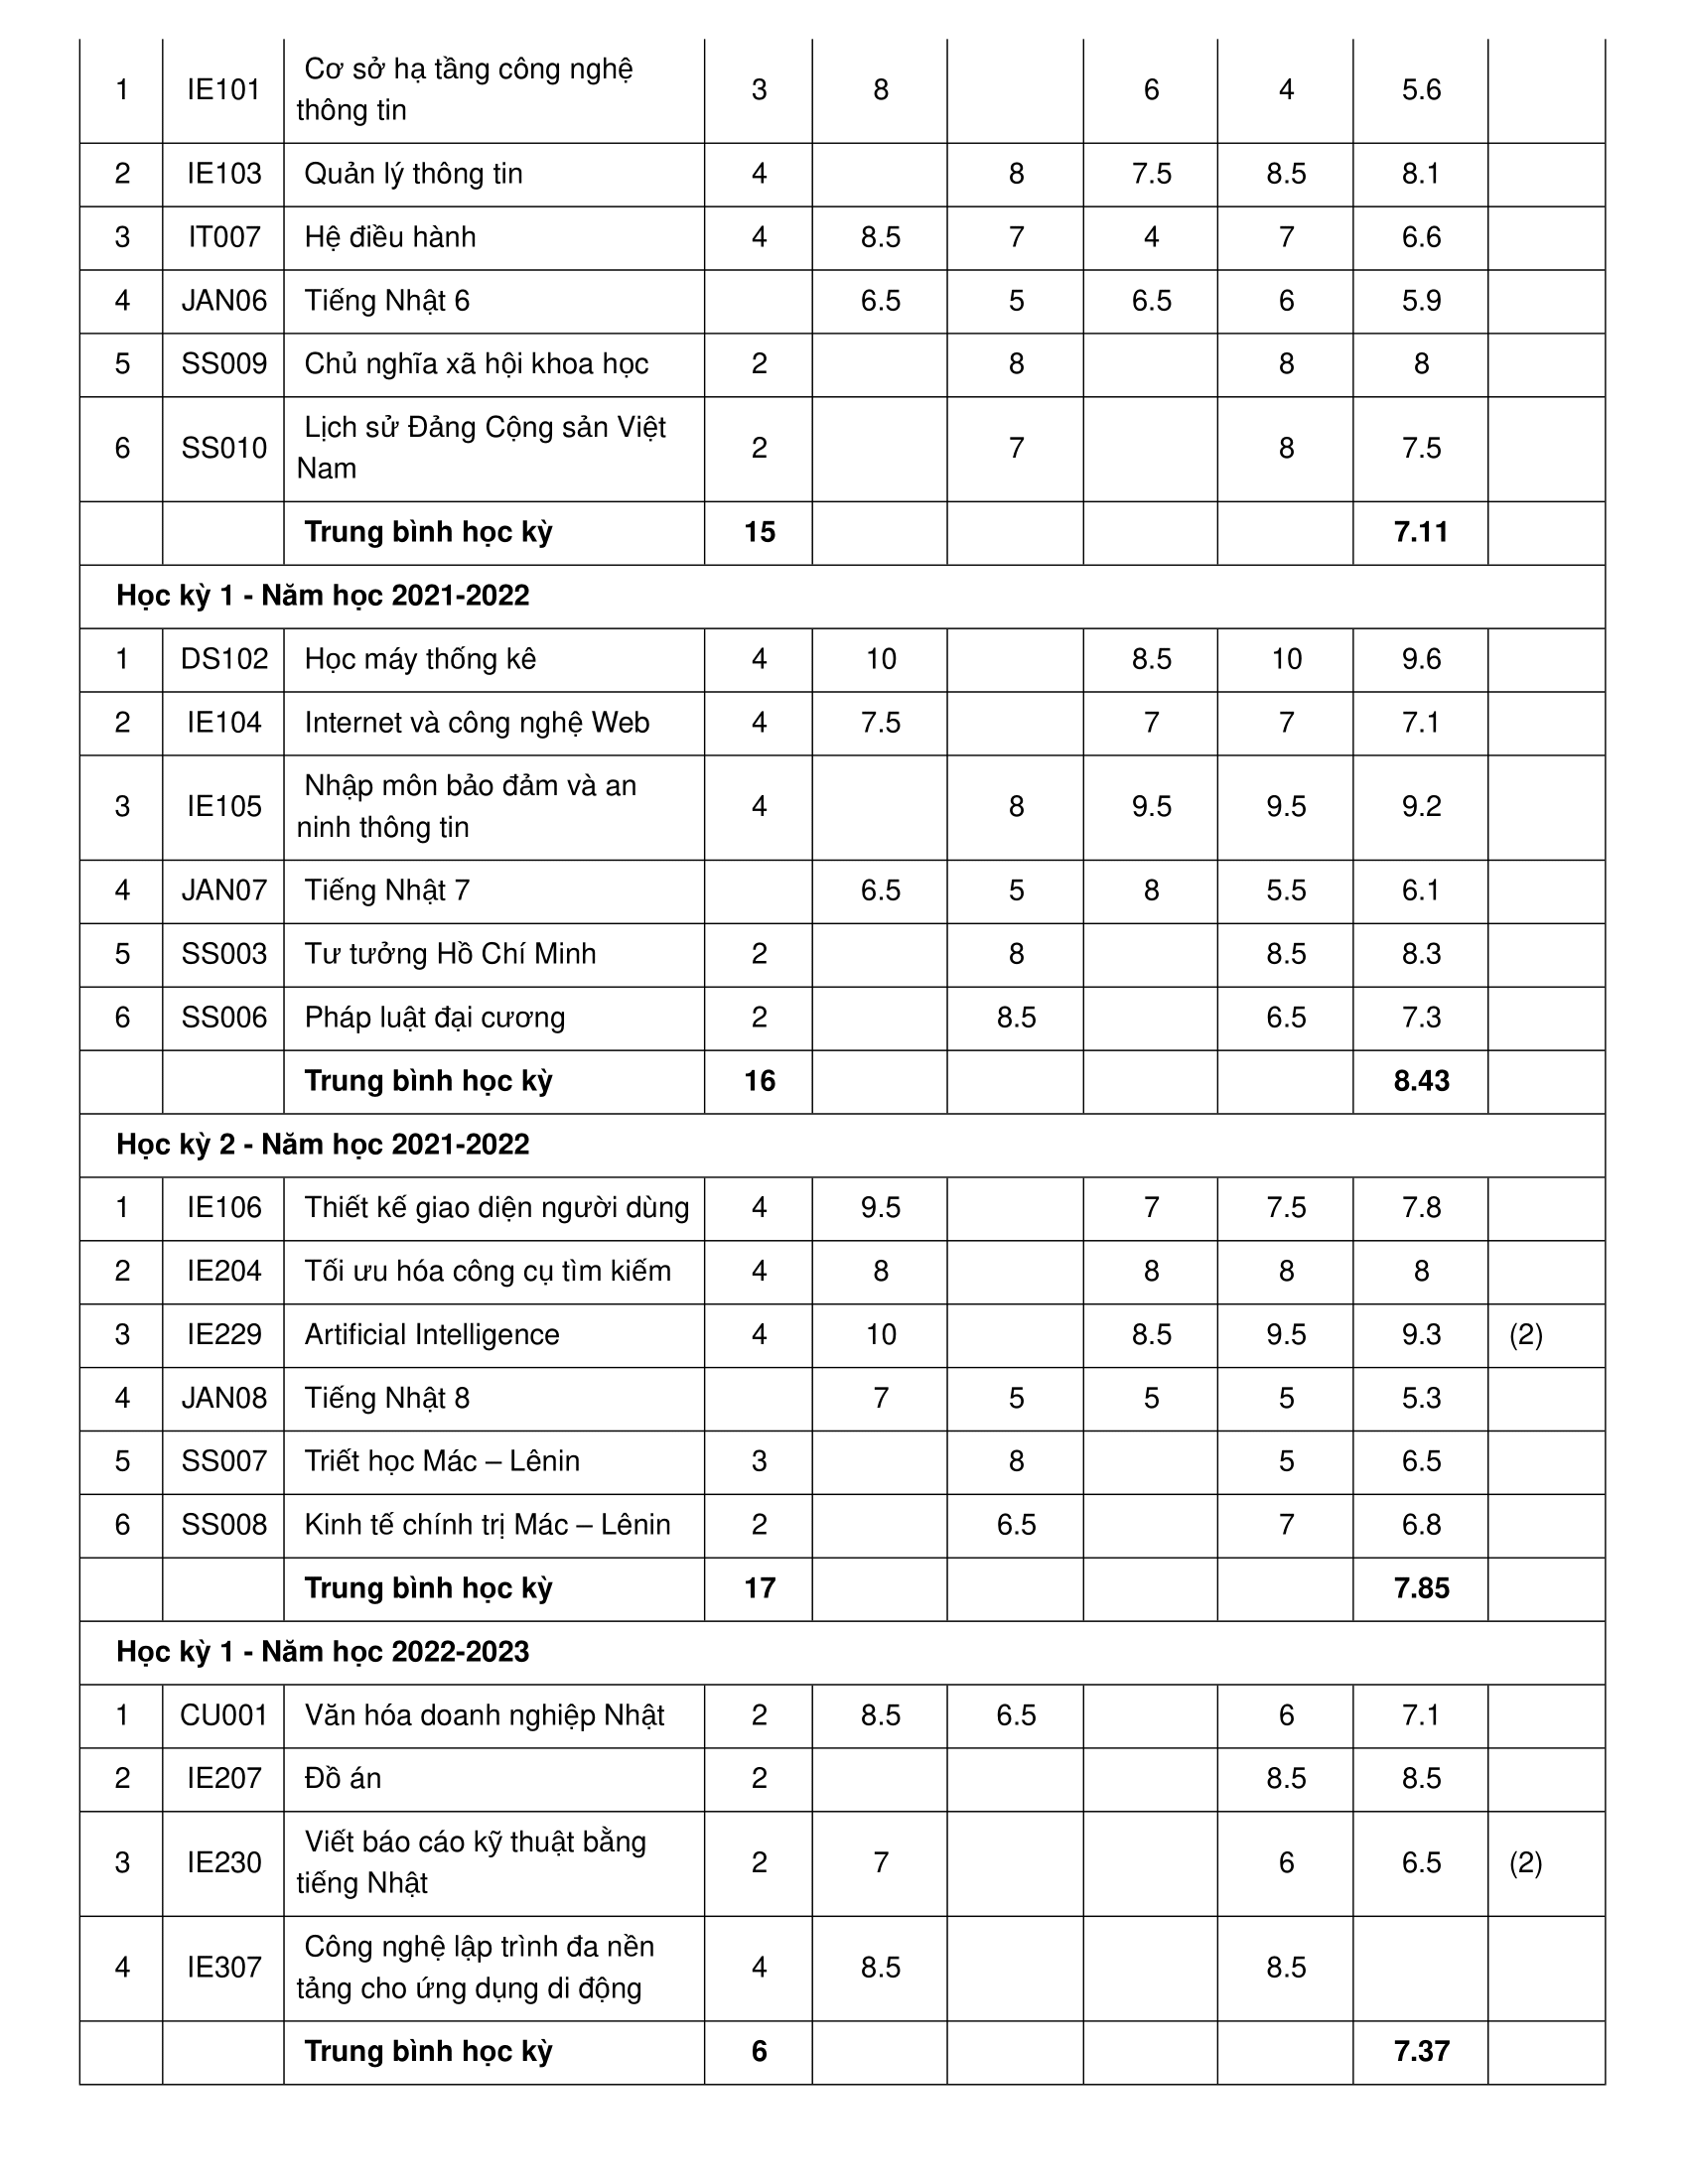 1 IE101 Cơ sở hạ tầng công nghệ thông tin 3 8 6 4 5.6
2 IE103 Quản lý thông tin 4 8 7.5 8.5 8.1
3 IT007 Hệ điều hành 4 8.5 7 4 7 6.6
4 JAN06 Tiếng Nhật 6 6.5 5 6.5 6 5.9
5 SS009 Chủ nghĩa xã hội khoa học 2 8 8 8
6 SS010 Lịch sử Đảng Cộng sản Việt Nam 2 7 8 7.5
Trung bình học kỳ 15 7.11
Học kỳ 1 - Năm học 2021-2022
1 DS102 Học máy thống kê 4 10 8.5 10 9.6
2 IE104 Internet và công nghệ Web 4 7.5 7 7 7.1
3 IE105 Nhập môn bảo đảm và an ninh thông tin 4 8 9.5 9.5 9.2
4 JAN07 Tiếng Nhật 7 6.5 5 8 5.5 6.1
5 SS003 Tư tưởng Hồ Chí Minh 2 8 8.5 8.3
6 SS006 Pháp luật đại cương 2 8.5 6.5 7.3
Trung bình học kỳ 16 8.43
Học kỳ 2 - Năm học 2021-2022
1 IE106 Thiết kế giao diện người dùng 4 9.5 7 7.5 7.8
2 IE204 Tối ưu hóa công cụ tìm kiếm 4 8 8 8 8
3 IE229 Artificial Intelligence 4 10 8.5 9.5 9.3 (2)
4 JAN08 Tiếng Nhật 8 7 5 5 5 5.3
5 SS007 Triết học Mác – Lênin 3 8 5 6.5
6 SS008 Kinh tế chính trị Mác – Lênin 2 6.5 7 6.8
Trung bình học kỳ 17 7.85
Học kỳ 1 - Năm học 2022-2023
1 CU001 Văn hóa doanh nghiệp Nhật 2 8.5 6.5 6 7.1
2 IE207 Đồ án 2 8.5 8.5
3 IE230 Viết báo cáo kỹ thuật bằng tiếng Nhật 2 7 6 6.5 (2)
4 IE307 Công nghệ lập trình đa nền tảng cho ứng dụng di động 4 8.5 8.5
Trung bình học kỳ 6 7.37